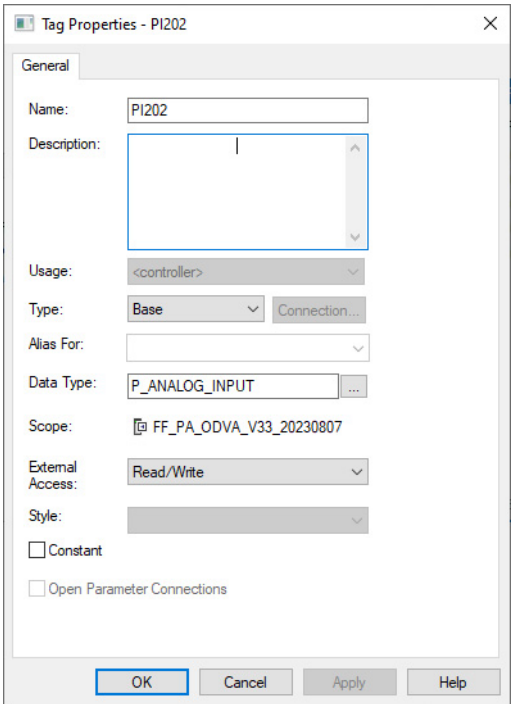 Tag Properties - PI202
General
Name: PI202
Description:
Usage: <controller>
Type: Base Connection...
Alias For:
Data Type: P_ANALOG_INPUT ...
Scope: FF_PA_ODVA_V33_20230807
External
Access: Read/Write
Style:
Constant
Open Parameter Connections
OK Cancel Apply Help